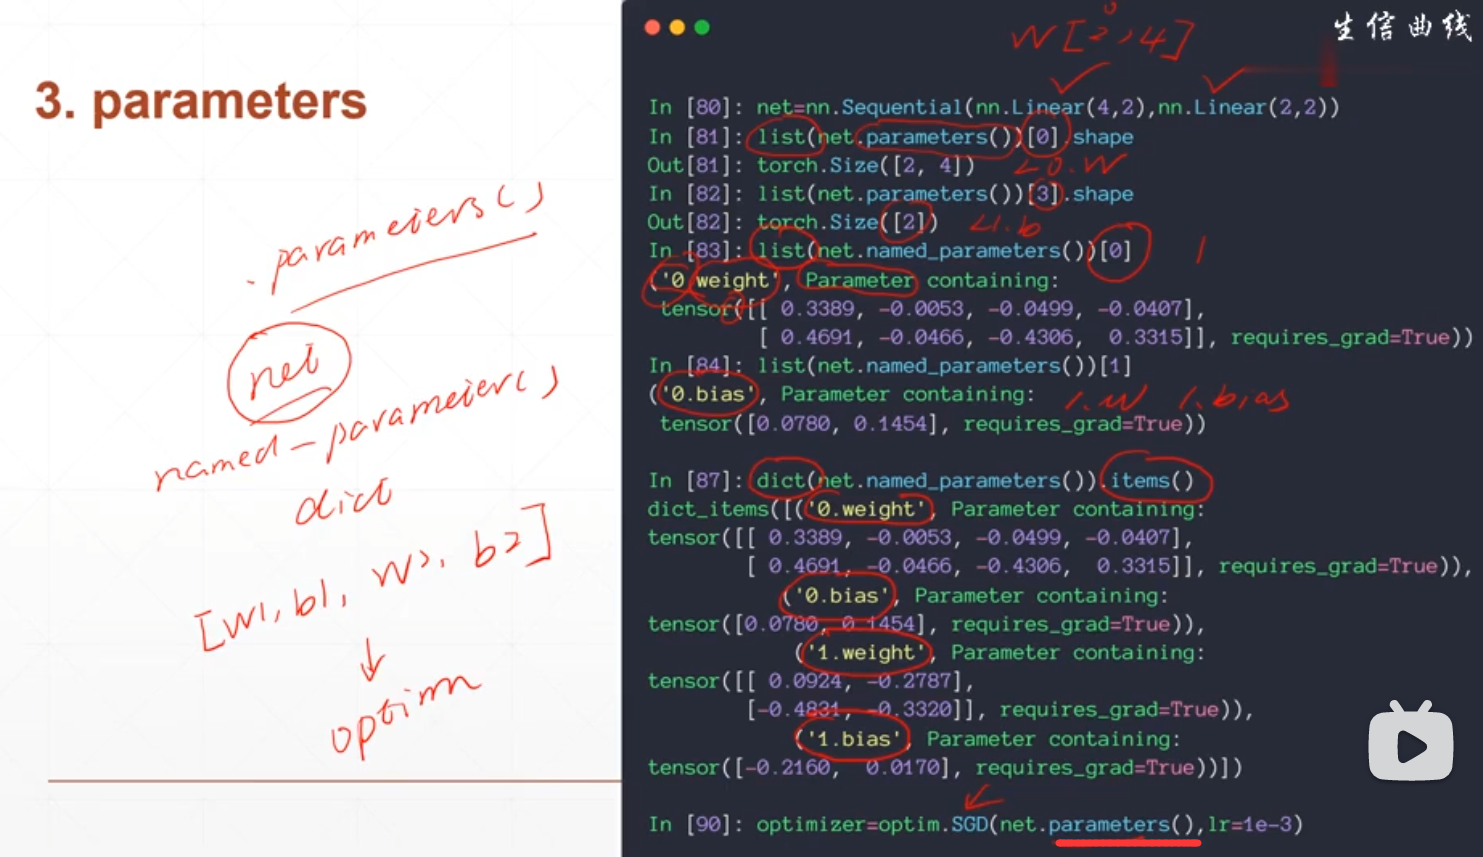 3. parameters
.parameters()
net
named-parameter()
dict
[w1, b1, w2, b2]
↓
optim
生信曲线
W[2,4]
In [80]: net=nn.Sequential(nn.Linear(4,2),nn.Linear(2,2))
In [81]: list(net.parameters())[0].shape
Out[81]: torch.Size([2, 4])
In [82]: list(net.parameters())[3].shape
Out[82]: torch.Size([2])
In [83]: list(net.named_parameters())[0]
('0.weight', Parameter containing:
tensor([[ 0.3389, -0.0053, -0.0499, -0.0407],
[ 0.4691, -0.0466, -0.4306,  0.3315]], requires_grad=True))
In [84]: list(net.named_parameters())[1]
('0.bias', Parameter containing:
1.W 1.bias
tensor([0.0780, 0.1454], requires_grad=True))
In [87]: dict(net.named_parameters()).items()
dict_items([('0.weight', Parameter containing:
tensor([[ 0.3389, -0.0053, -0.0499, -0.0407],
[ 0.4691, -0.0466, -0.4306,  0.3315]], requires_grad=True)),
('0.bias', Parameter containing:
tensor([0.0780, 0.1454], requires_grad=True)),
('1.weight', Parameter containing:
tensor([[ 0.0924, -0.2787],
[-0.4831, -0.3320]], requires_grad=True)),
('1.bias', Parameter containing:
tensor([-0.2160,  0.0170], requires_grad=True))])
In [90]: optimizer=optim.SGD(net.parameters(),lr=1e-3)